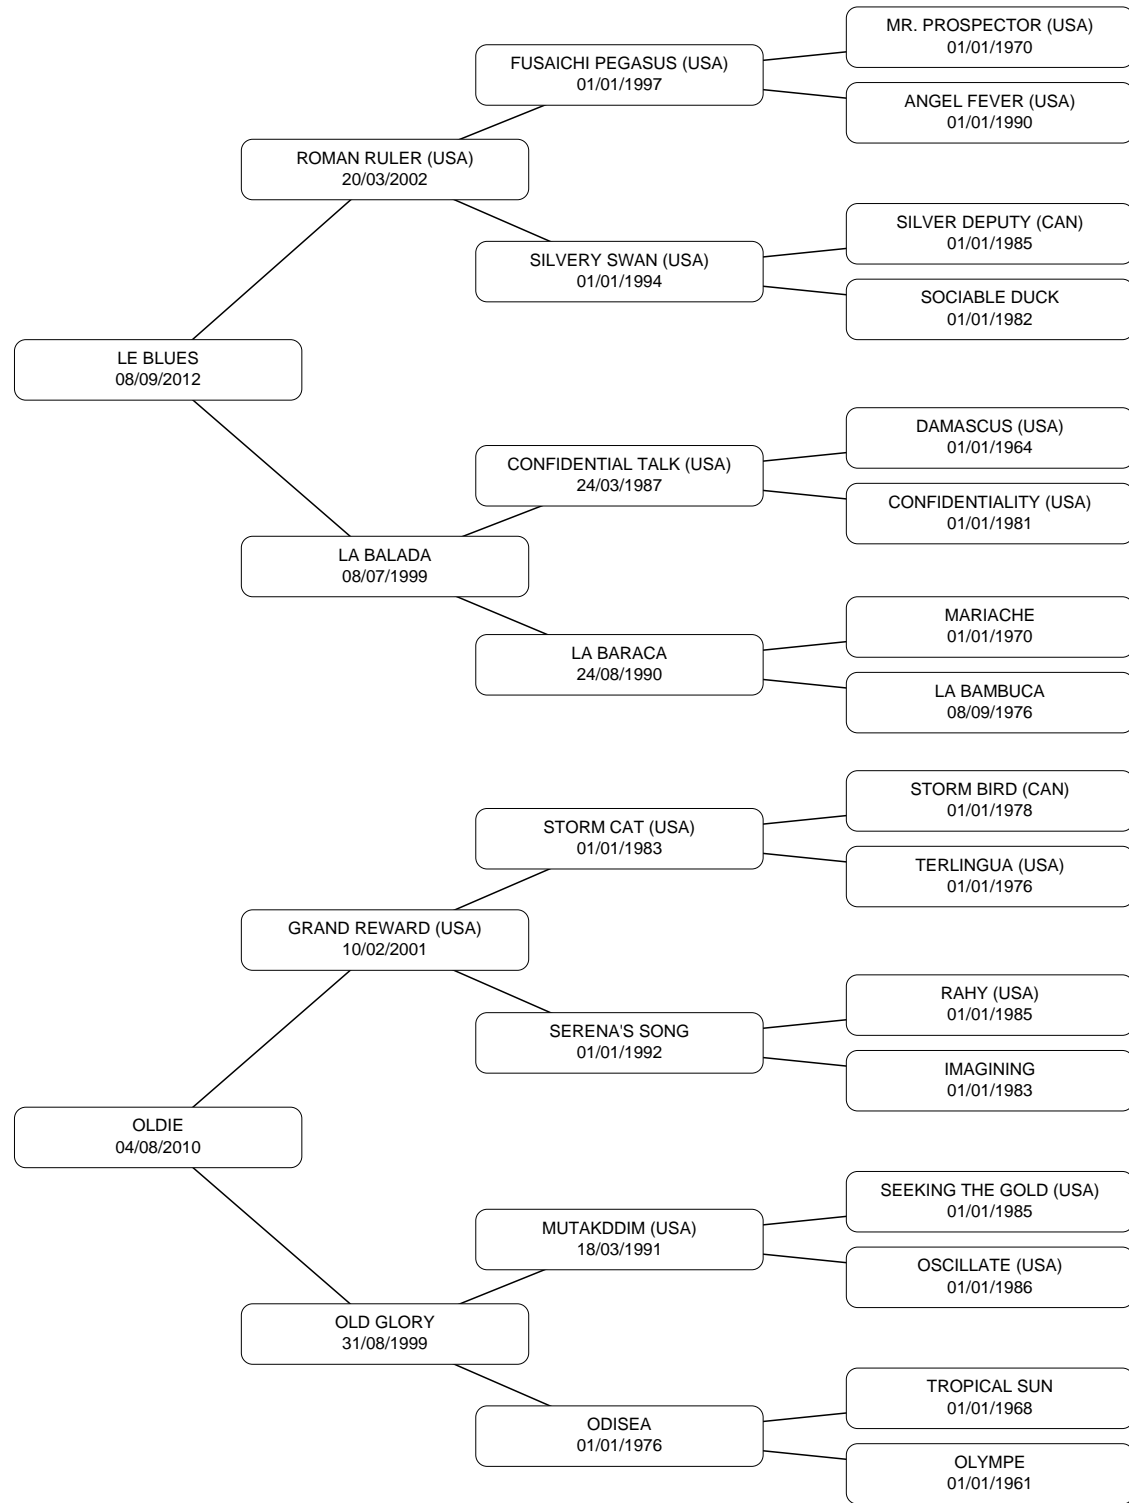 MR. PROSPECTOR (USA)
01/01/1970
FUSAICHI PEGASUS (USA)
01/01/1997
ANGEL FEVER (USA)
01/01/1990
ROMAN RULER (USA)
20/03/2002
SILVER DEPUTY (CAN)
01/01/1985
SILVERY SWAN (USA)
01/01/1994
SOCIABLE DUCK
01/01/1982
LE BLUES
08/09/2012
DAMASCUS (USA)
01/01/1964
CONFIDENTIAL TALK (USA)
24/03/1987
CONFIDENTIALITY (USA)
01/01/1981
LA BALADA
08/07/1999
MARIACHE
01/01/1970
LA BARACA
24/08/1990
LA BAMBUCA
08/09/1976
STORM BIRD (CAN)
01/01/1978
STORM CAT (USA)
01/01/1983
TERLINGUA (USA)
01/01/1976
GRAND REWARD (USA)
10/02/2001
RAHY (USA)
01/01/1985
SERENA'S SONG
01/01/1992
IMAGINING
01/01/1983
OLDIE
04/08/2010
SEEKING THE GOLD (USA)
01/01/1985
MUTAKDDIM (USA)
18/03/1991
OSCILLATE (USA)
01/01/1986
OLD GLORY
31/08/1999
TROPICAL SUN
01/01/1968
ODISEA
01/01/1976
OLYMPE
01/01/1961